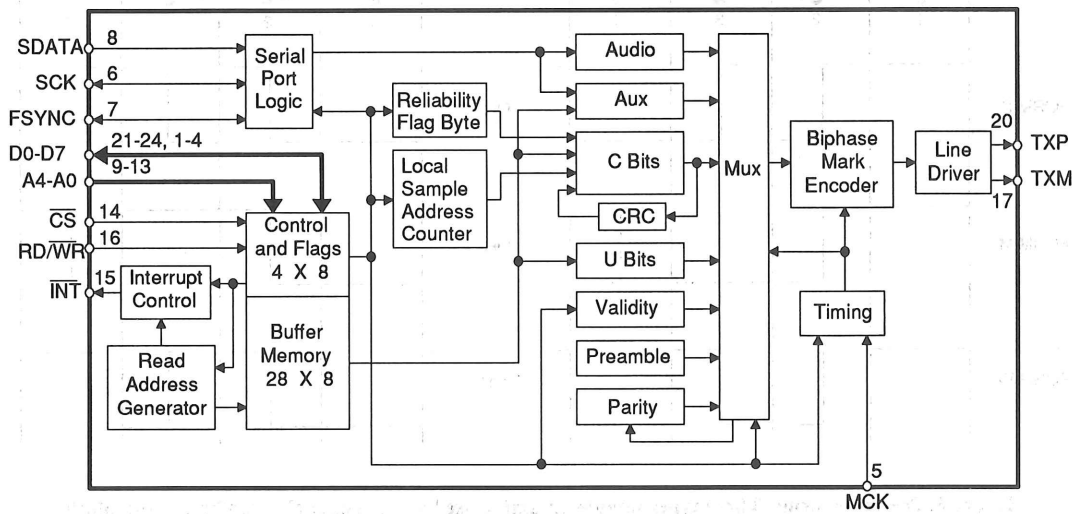 SDATA
8
SCK
6
FSYNC
7
D0-D7
21-24, 1-4
A4-A0
9-13
CS
14
RD/WR
16
INT
15
Serial
Port
Logic
Control
and Flags
4 X 8
Buffer
Memory
28 X 8
Interrupt
Control
Read
Address
Generator
Reliability
Flag Byte
Local
Sample
Address
Counter
Audio
Aux
C Bits
CRC
U Bits
Validity
Preamble
Parity
Mux
Biphase
Mark
Encoder
Line
Driver
Timing
20
TXP
TXM
17
5
MCK